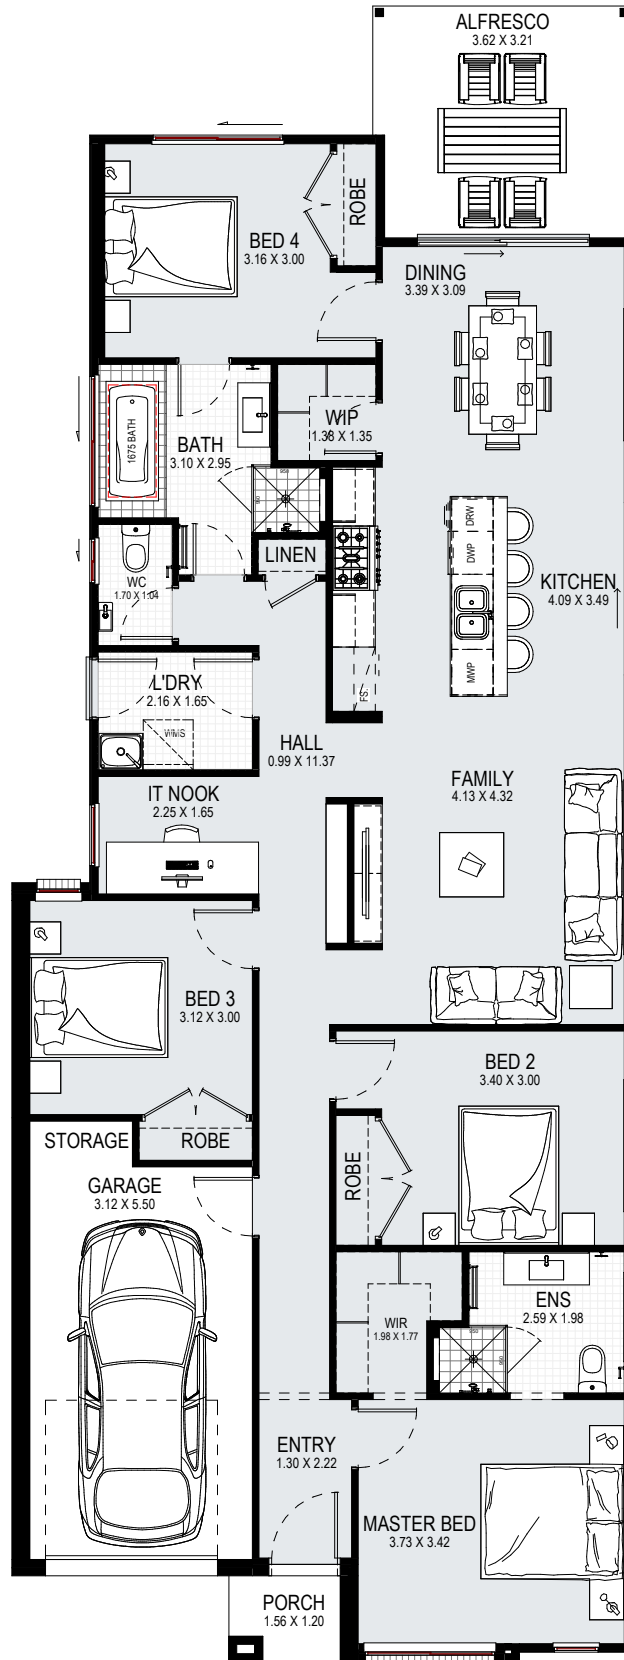 ALFRESCO
3.62 X 3.21
ROBE
BED 4
3.16 X 3.00
DINING
3.39 X 3.09
WIP
1.38 X 1.35
BATH
3.10 X 2.95
1675 BATH
LINEN
WC
1.70 X 1.04
DRW
DWP
KITCHEN
4.09 X 3.49
MWP
L'DRY
2.16 X 1.65
WMS
HALL
0.99 X 11.37
IT NOOK
2.25 X 1.65
FAMILY
4.13 X 4.32
BED 3
3.12 X 3.00
BED 2
3.40 X 3.00
STORAGE
ROBE
ROBE
GARAGE
3.12 X 5.50
WIR
1.98 X 1.77
ENS
2.59 X 1.98
ENTRY
1.30 X 2.22
MASTER BED
3.73 X 3.42
PORCH
1.56 X 1.20